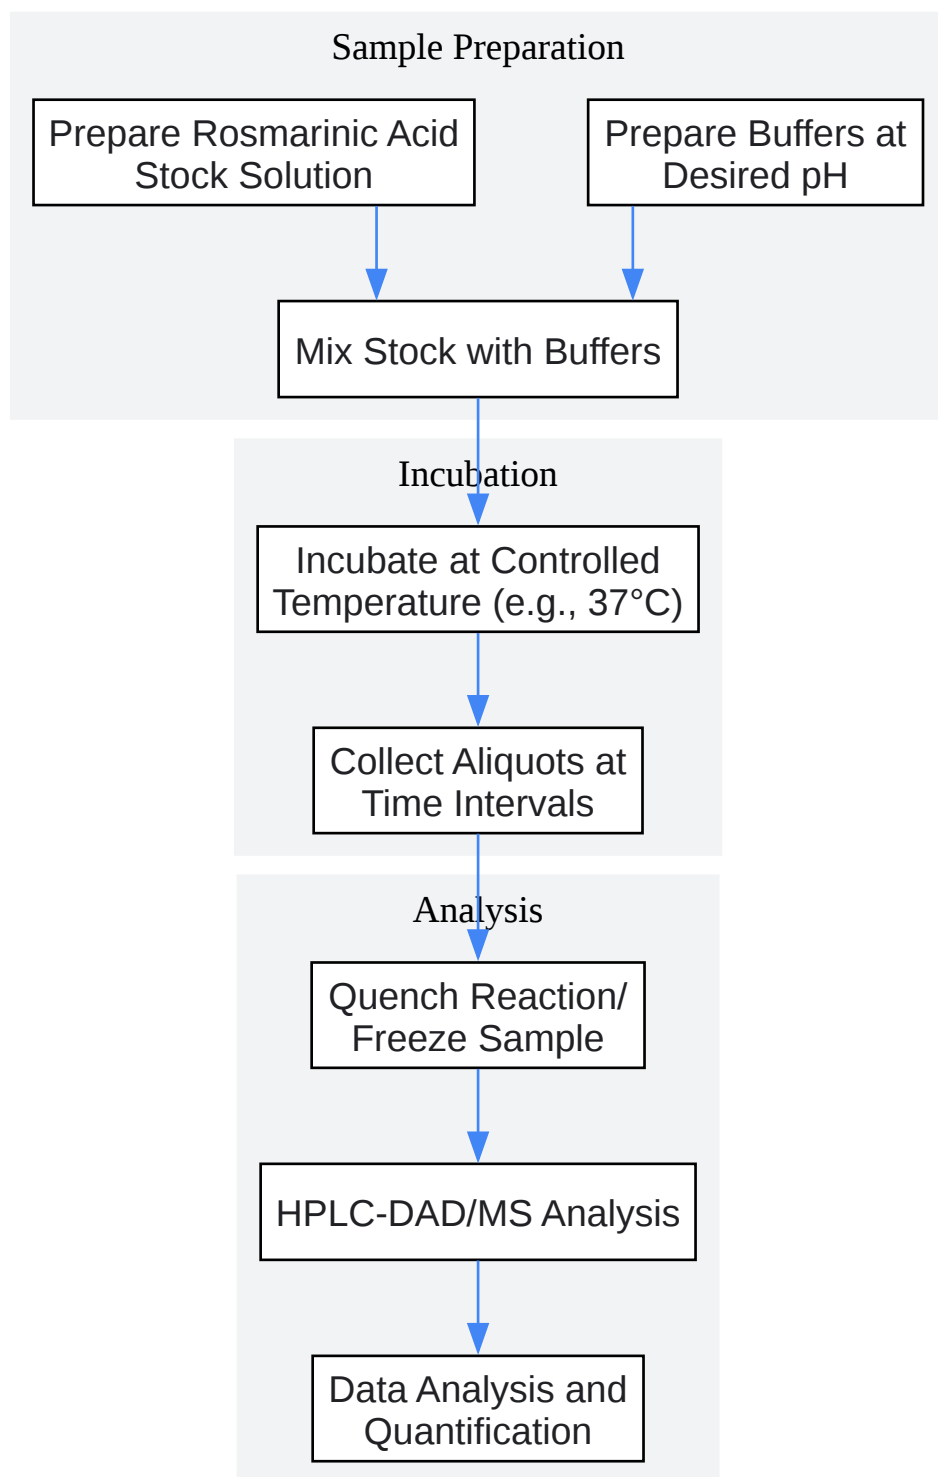 Sample Preparation
Prepare Rosmarinic Acid
Stock Solution
Prepare Buffers at
Desired pH
Mix Stock with Buffers
Incubation
Incubate at Controlled
Temperature (e.g., 37°C)
Collect Aliquots at
Time Intervals
Analysis
Quench Reaction/
Freeze Sample
HPLC-DAD/MS Analysis
Data Analysis and
Quantification